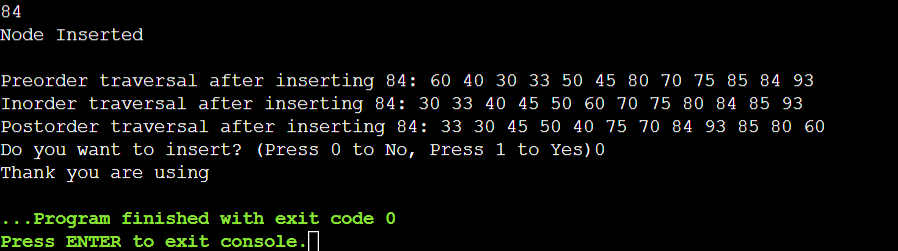 84
Node Inserted
Preorder traversal after inserting 84: 60 40 30 33 50 45 80 70 75 85 84 93
Inorder traversal after inserting 84: 30 33 40 45 50 60 70 75 80 84 85 93
Postorder traversal after inserting 84: 33 30 45 50 40 75 70 84 93 85 80 60
Do you want to insert? (Press 0 to No, Press 1 to Yes)0
Thank you are using
...Program finished with exit code 0
Press ENTER to exit console.